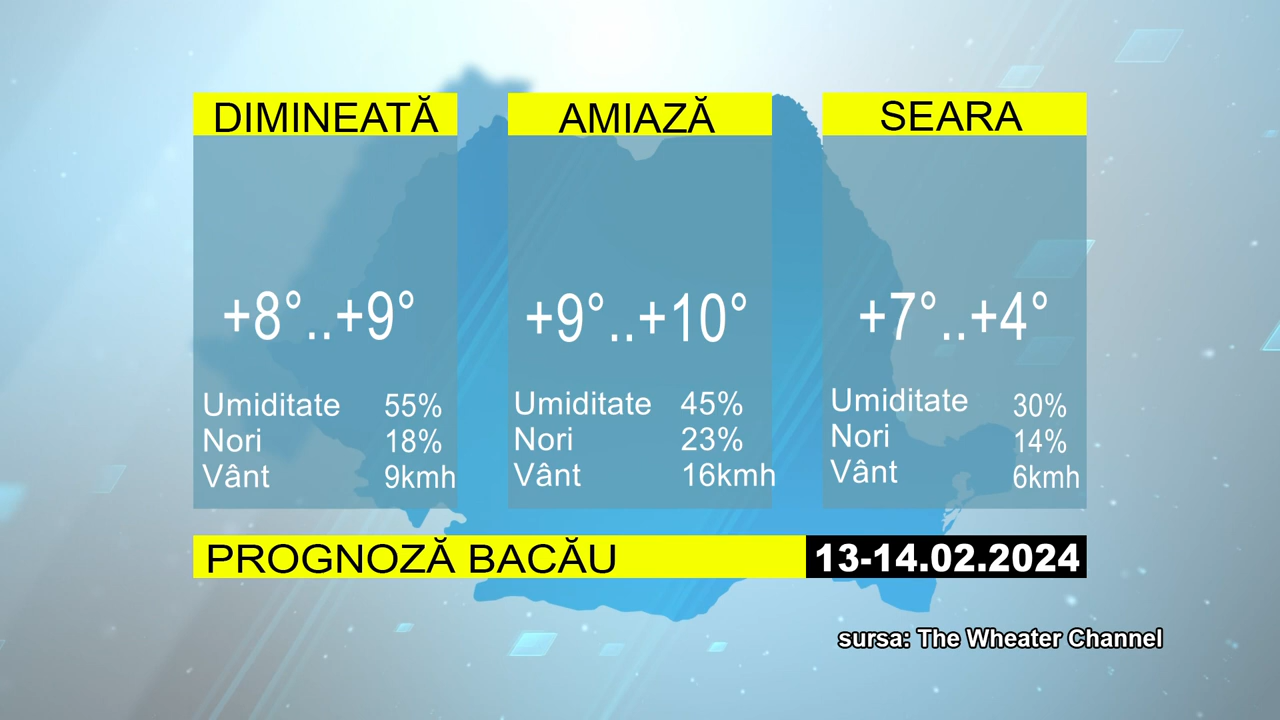 DIMINEATĂ
+8°..+9°
Umiditate 55%
Nori 18%
Vânt 9kmh
AMIAZĂ
+9°..+10°
Umiditate 45%
Nori 23%
Vânt 16kmh
SEARA
+7°..+4°
Umiditate 30%
Nori 14%
Vânt 6kmh
PROGNOZĂ BACĂU 13-14.02.2024
sursa: The Wheater Channel